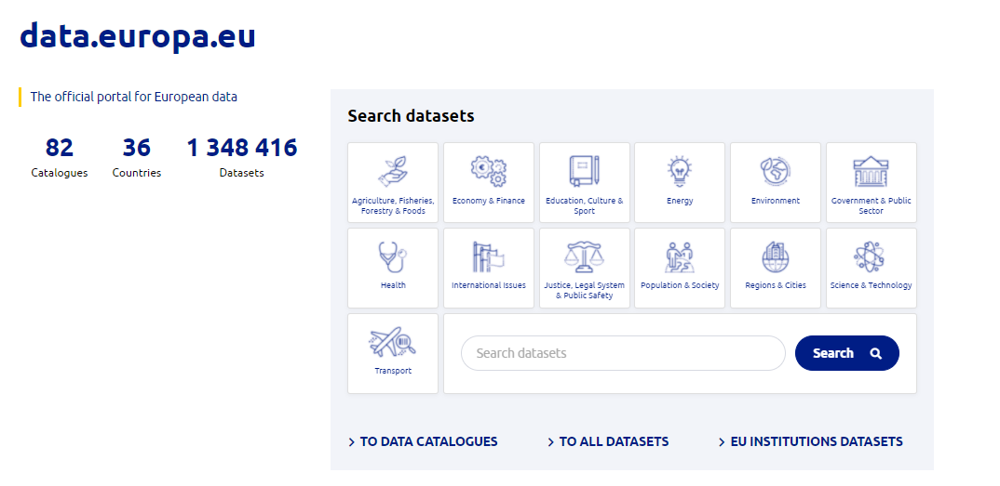 data.europa.eu
The official portal for European data
82
Catalogues
36
Countries
1 348 416
Datasets
Search datasets
Agriculture, Fisheries,
Forestry & Foods
Economy & Finance
Education, Culture &
Sport
Energy
Environment
Government & Public
Sector
Health
International Issues
Justice, Legal System
& Public Safety
Population & Society
Regions & Cities
Science & Technology
Transport
Search datasets
Search
TO DATA CATALOGUES
TO ALL DATASETS
EU INSTITUTIONS DATASETS